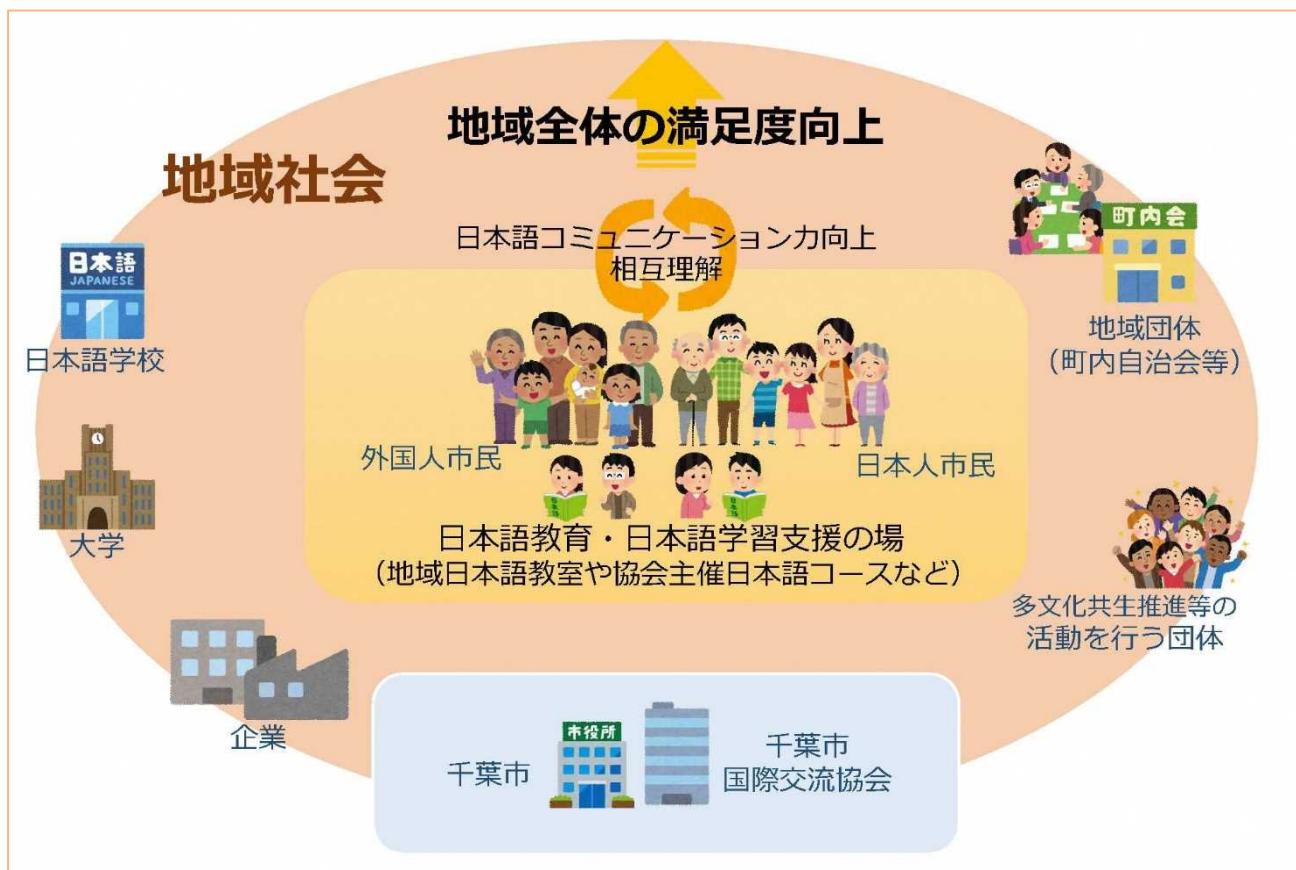 地域全体の満足度向上
地域社会
日本語コミュニケーション力向上
相互理解
日本語
JAPANESE
日本語学校
町内会
地域団体
（町内自治会等）
大学
外国人市民
日本人市民
日本語
日本語
日本語教育・日本語学習支援の場
（地域日本語教室や協会主催日本語コースなど）
多文化共生推進等の
活動を行う団体
企業
千葉市
市役所
千葉市
国際交流協会